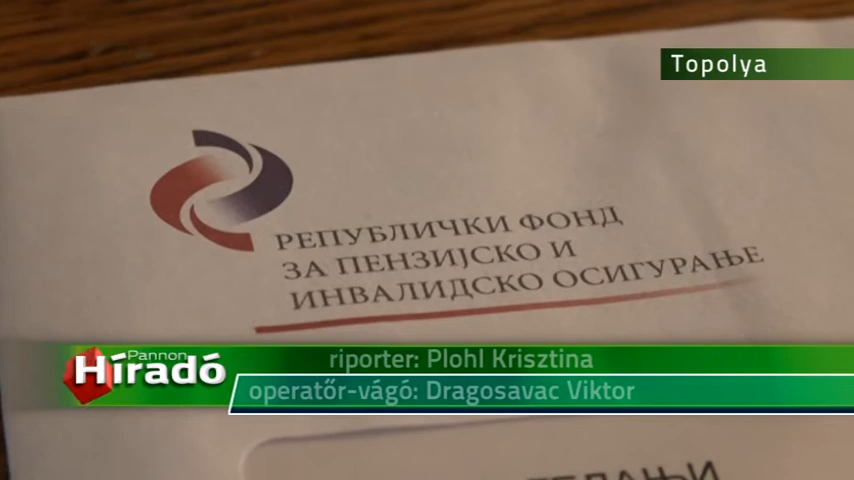 Topolya
РЕПУБЛИЧКИ ФОНД
ЗА ПЕНЗИЈСКО И
ИНВАЛИДСКО ОСИГУРАЊЕ
Pannon
Híradó
riporter: Plohl Krisztina
operatőr-vágó: Dragosavac Viktor